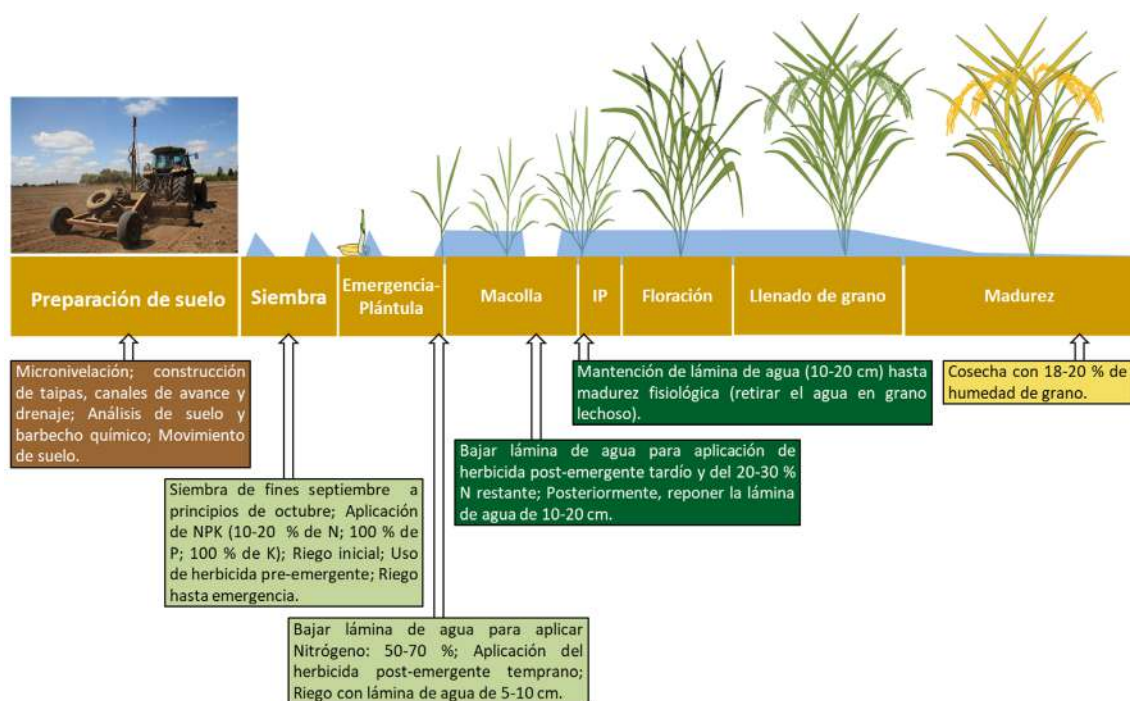 Preparación de suelo
Siembra
Emergencia-
Plántula
Macolla
IP
Floración
Llenado de grano
Madurez
Micronivelación; construcción
de taipas, canales de avance y
drenaje; Análisis de suelo y
barbecho químico; Movimiento
de suelo.
Siembra de fines septiembre a
principios de octubre; Aplicación
de NPK (10-20 % de N; 100 % de
P; 100 % de K); Riego inicial; Uso
de herbicida pre-emergente; Riego
hasta emergencia.
Bajar lámina de agua para aplicar
Nitrógeno: 50-70 %; Aplicación del
herbicida post-emergente temprano;
Riego con lámina de agua de 5-10 cm.
Bajar lámina de agua para aplicación de
herbicida post-emergente tardío y del 20-30 %
N restante; Posteriormente, reponer la lámina
de agua de 10-20 cm.
Mantención de lámina de agua (10-20 cm) hasta
madurez fisiológica (retirar el agua en grano
lechoso).
Cosecha con 18-20 % de
humedad de grano.